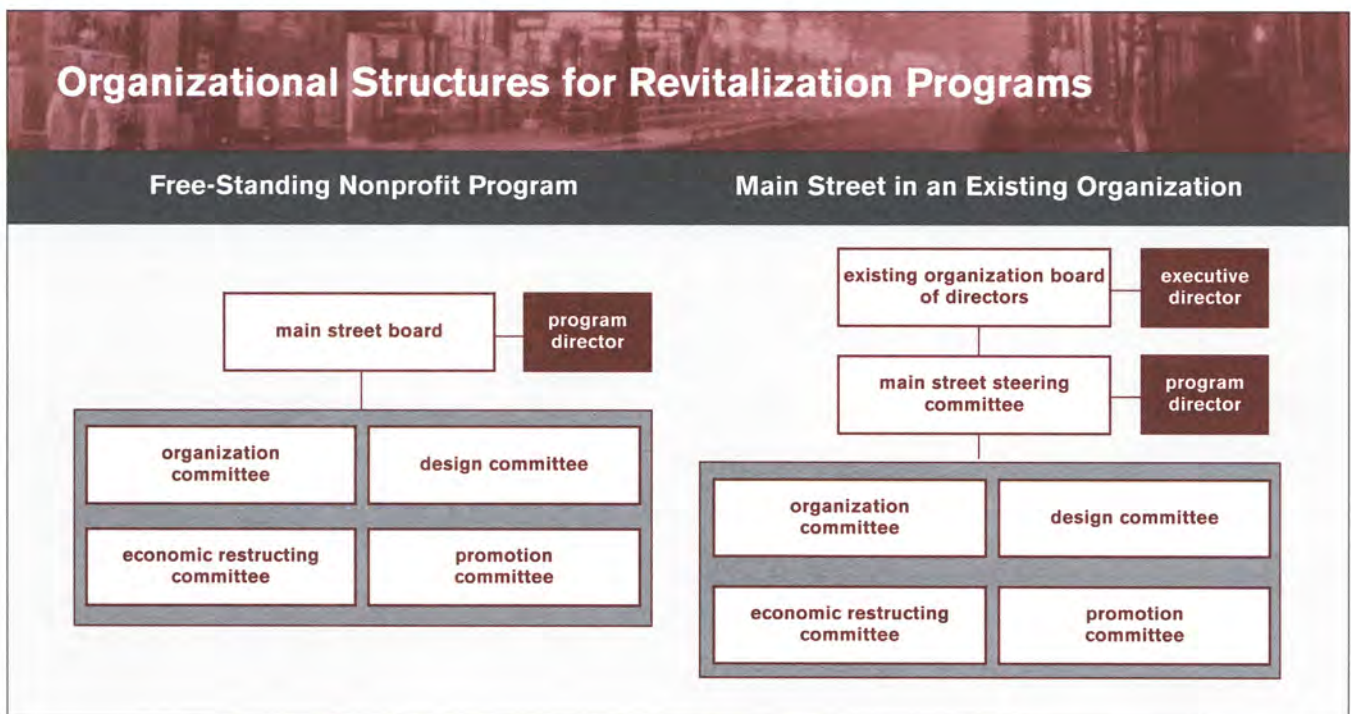 Organizational Structures for Revitalization Programs
Free-Standing Nonprofit Program
main street board
program
director
organization
committee
design committee
economic restructing
committee
promotion
committee
Main Street in an Existing Organization
existing organization board
of directors
executive
director
main street steering
committee
program
director
organization
committee
design committee
economic restructing
committee
promotion
committee